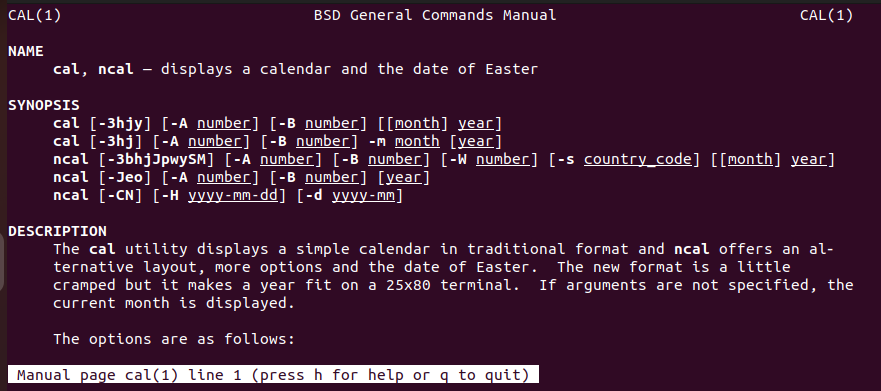 CAL(1) BSD General Commands Manual CAL(1)
NAME
cal, ncal — displays a calendar and the date of Easter
SYNOPSIS
cal [-3hjy] [-A number] [-B number] [[month] year]
cal [-3hj] [-A number] [-B number] -m month [year]
ncal [-3bhjJpwySM] [-A number] [-B number] [-W number] [-s country_code] [[month] year]
ncal [-Jeo] [-A number] [-B number] [year]
ncal [-CN] [-H yyyy-mm-dd] [-d yyyy-mm]
DESCRIPTION
The cal utility displays a simple calendar in traditional format and ncal offers an al-
ternative layout, more options and the date of Easter.  The new format is a little
cramped but it makes a year fit on a 25x80 terminal.  If arguments are not specified, the
current month is displayed.
The options are as follows:
Manual page cal(1) line 1 (press h for help or q to quit)